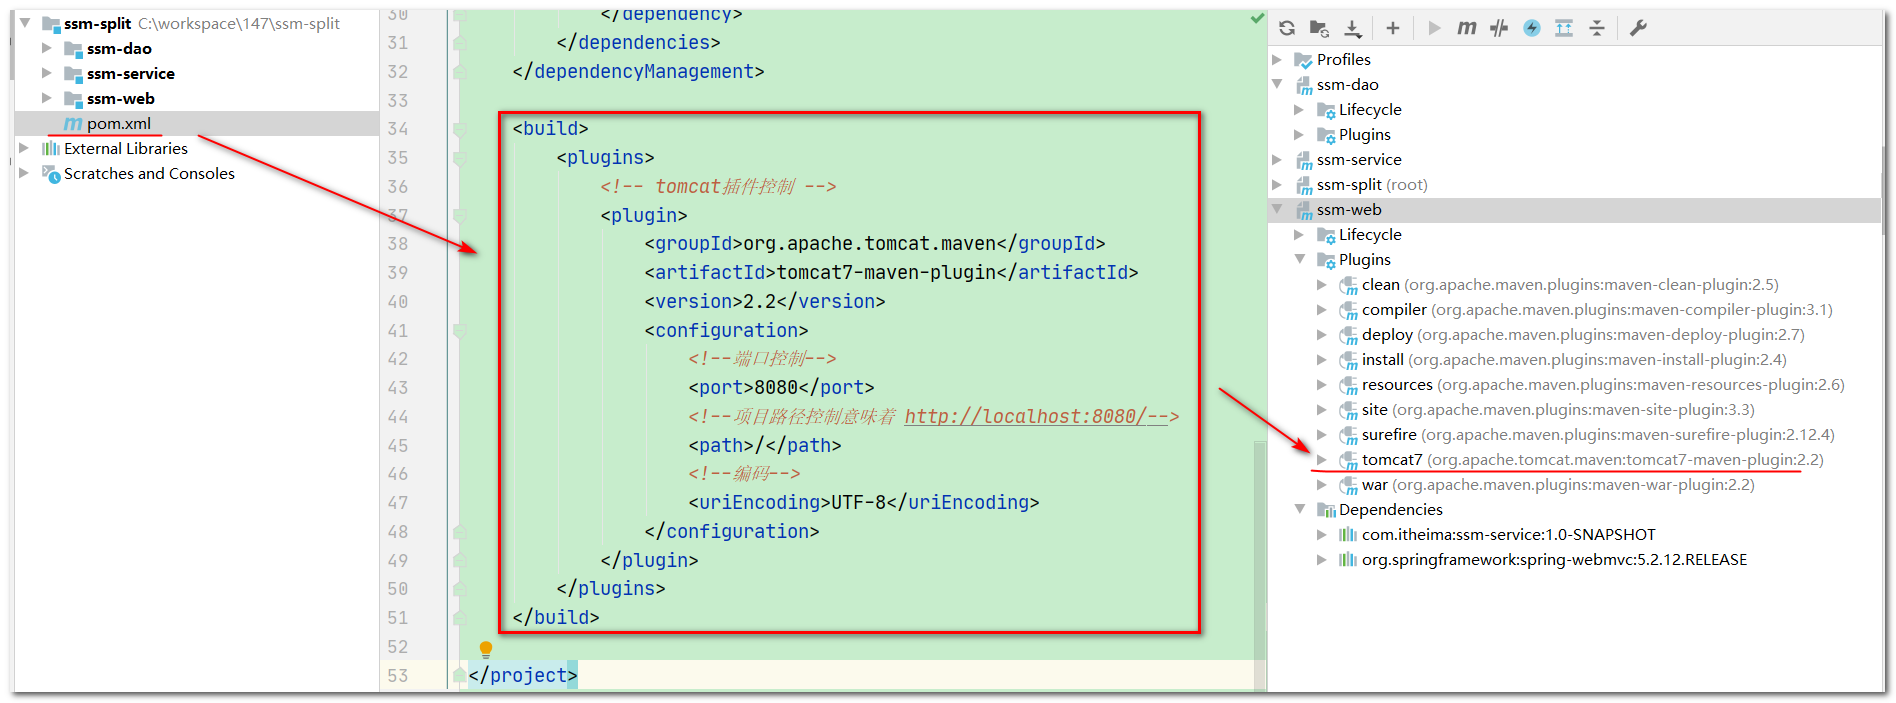 ssm-split C:\workspace\147\ssm-split
ssm-dao
ssm-service
ssm-web
pom.xml
External Libraries
Scratches and Consoles
30 </dependency>
31 </dependencies>
32 </dependencyManagement>
33
34 <build>
35 <plugins>
36 <!-- tomcat插件控制 -->
37 <plugin>
38 <groupId>org.apache.tomcat.maven</groupId>
39 <artifactId>tomcat7-maven-plugin</artifactId>
40 <version>2.2</version>
41 <configuration>
42 <!--端口控制-->
43 <port>8080</port>
44 <!--项目路径控制意味着 http://localhost:8080/-->
45 <path>/</path>
46 <!--编码-->
47 <uriEncoding>UTF-8</uriEncoding>
48 </configuration>
49 </plugin>
50 </plugins>
51 </build>
52
53 </project>
Profiles
ssm-dao
Lifecycle
Plugins
ssm-service
ssm-split (root)
ssm-web
Lifecycle
Plugins
clean (org.apache.maven.plugins:maven-clean-plugin:2.5)
compiler (org.apache.maven.plugins:maven-compiler-plugin:3.1)
deploy (org.apache.maven.plugins:maven-deploy-plugin:2.7)
install (org.apache.maven.plugins:maven-install-plugin:2.4)
resources (org.apache.maven.plugins:maven-resources-plugin:2.6)
site (org.apache.maven.plugins:maven-site-plugin:3.3)
surefire (org.apache.maven.plugins:maven-surefire-plugin:2.12.4)
tomcat7 (org.apache.tomcat.maven:tomcat7-maven-plugin:2.2)
war (org.apache.maven.plugins:maven-war-plugin:2.2)
Dependencies
com.itheima:ssm-service:1.0-SNAPSHOT
org.springframework:spring-webmvc:5.2.12.RELEASE